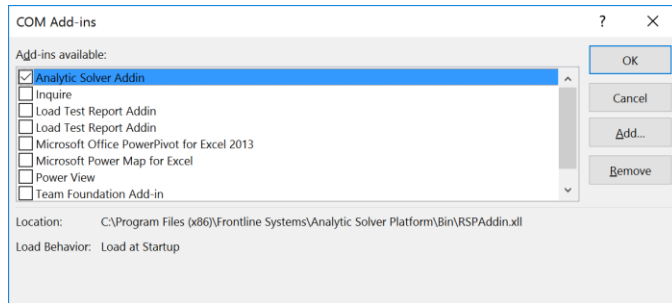 COM Add-ins ? ×
Add-ins available:
Analytic Solver Addin
Inquire
Load Test Report Addin
Load Test Report Addin
Microsoft Office PowerPivot for Excel 2013
Microsoft Power Map for Excel
Power View
Team Foundation Add-in
OK
Cancel
Add...
Remove
Location: C:\Program Files (x86)\Frontline Systems\Analytic Solver Platform\Bin\RSPAddin.xll
Load Behavior: Load at Startup